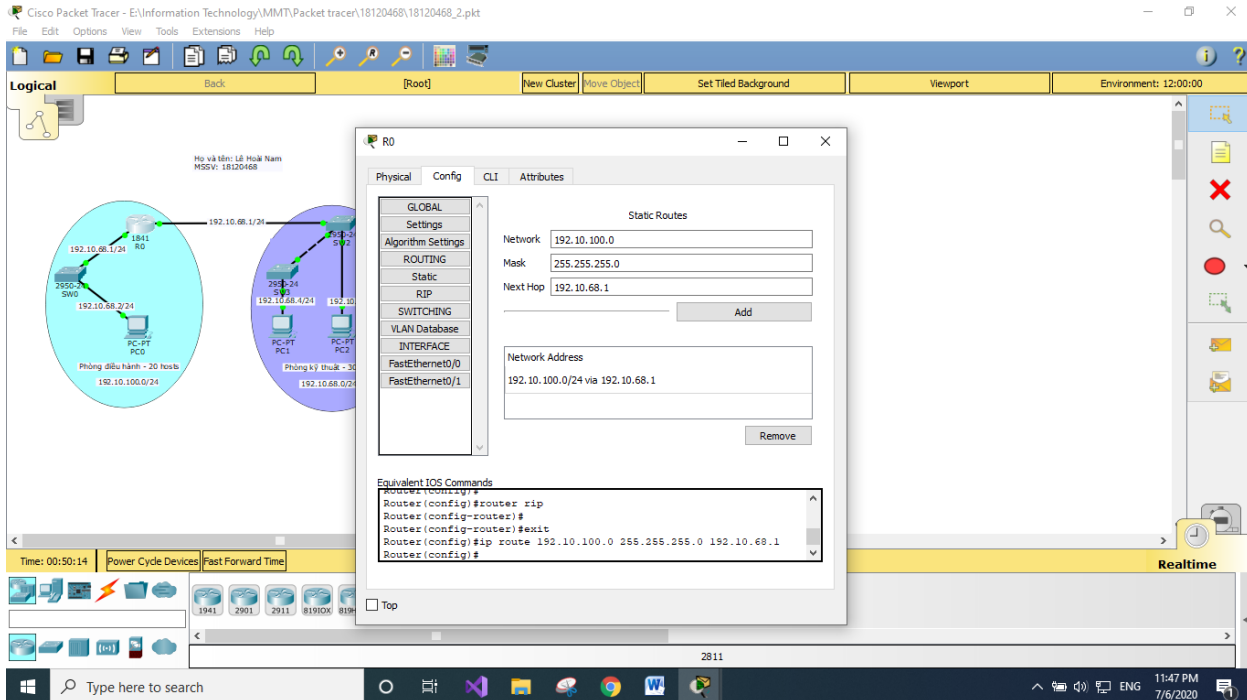 Cisco Packet Tracer - E:\Information Technology\MMT\Packet tracer\18120468\18120468_2.pkt
File Edit Options View Tools Extensions Help
Logical Back [Root] New Cluster Move Object Set Tiled Background Viewport Environment: 12:00:00
Họ và tên: Lê Hoài Nam
MSSV: 18120468
192.10.68.1/24
1841
R0
192.10.68.1/24
2950-24
SW0
192.10.68.2/24
PC-PT
PC0
Phòng điều hành - 20 hosts
192.10.100.0/24
2950-24
SW2
2950-24
SW3
192.10.68.4/24
192.10
PC-PT
PC1
PC-PT
PC2
Phòng kỹ thuật - 30
192.10.68.0/24
R0
Physical Config CLI Attributes
GLOBAL
Settings
Algorithm Settings
ROUTING
Static
RIP
SWITCHING
VLAN Database
INTERFACE
FastEthernet0/0
FastEthernet0/1
Static Routes
Network 192.10.100.0
Mask 255.255.255.0
Next Hop 192.10.68.1
Add
Network Address
192.10.100.0/24 via 192.10.68.1
Remove
Equivalent IOS Commands
Router(config)#
Router(config)#router rip
Router(config-router)#
Router(config-router)#exit
Router(config)#ip route 192.10.100.0 255.255.255.0 192.10.68.1
Router(config)#
Top
Time: 00:50:14 Power Cycle Devices Fast Forward Time
Realtime
1941 2901 2911 819IOX 819H
2811
Type here to search
ENG
11:47 PM
7/6/2020